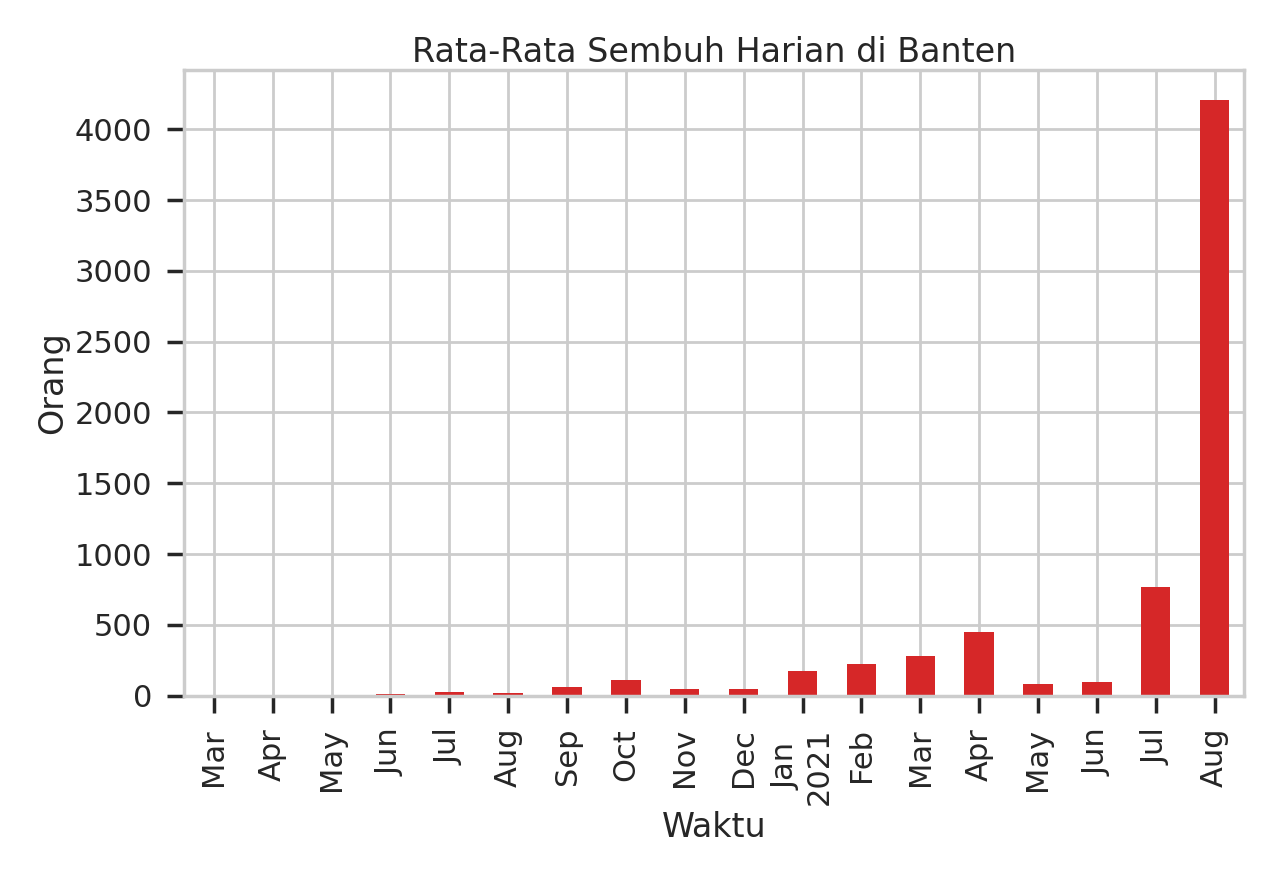 Rata-Rata Sembuh Harian di Banten
Orang
4000
3500
3000
2500
2000
1500
1000
500
0
Mar
Apr
May
Jun
Jul
Aug
Sep
Oct
Nov
Dec
Jan
2021
Feb
Mar
Apr
May
Jun
Jul
Aug
Waktu